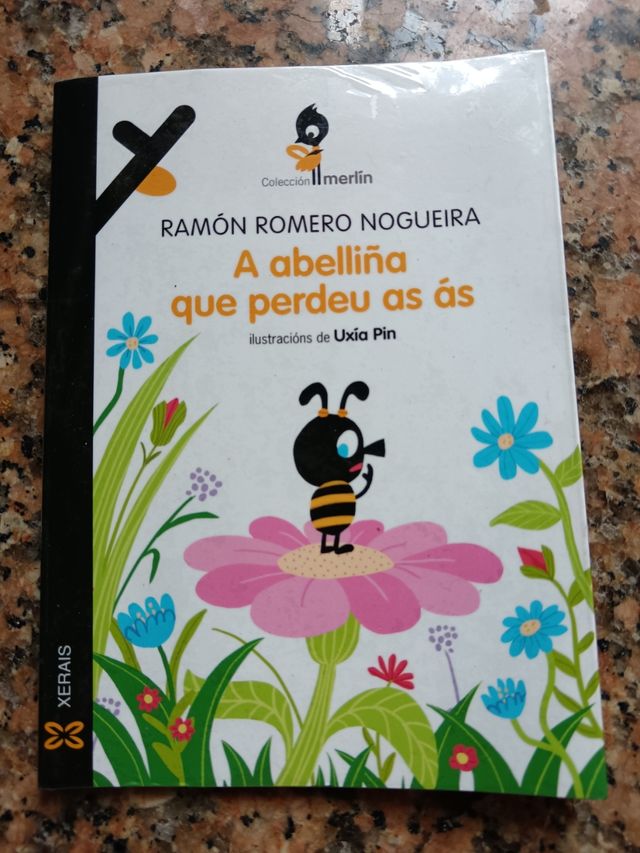 Colección merlín
RAMÓN ROMERO NOGUEIRA
A abelliña
que perdeu as ás
ilustracións de Uxía Pin
XERAIS